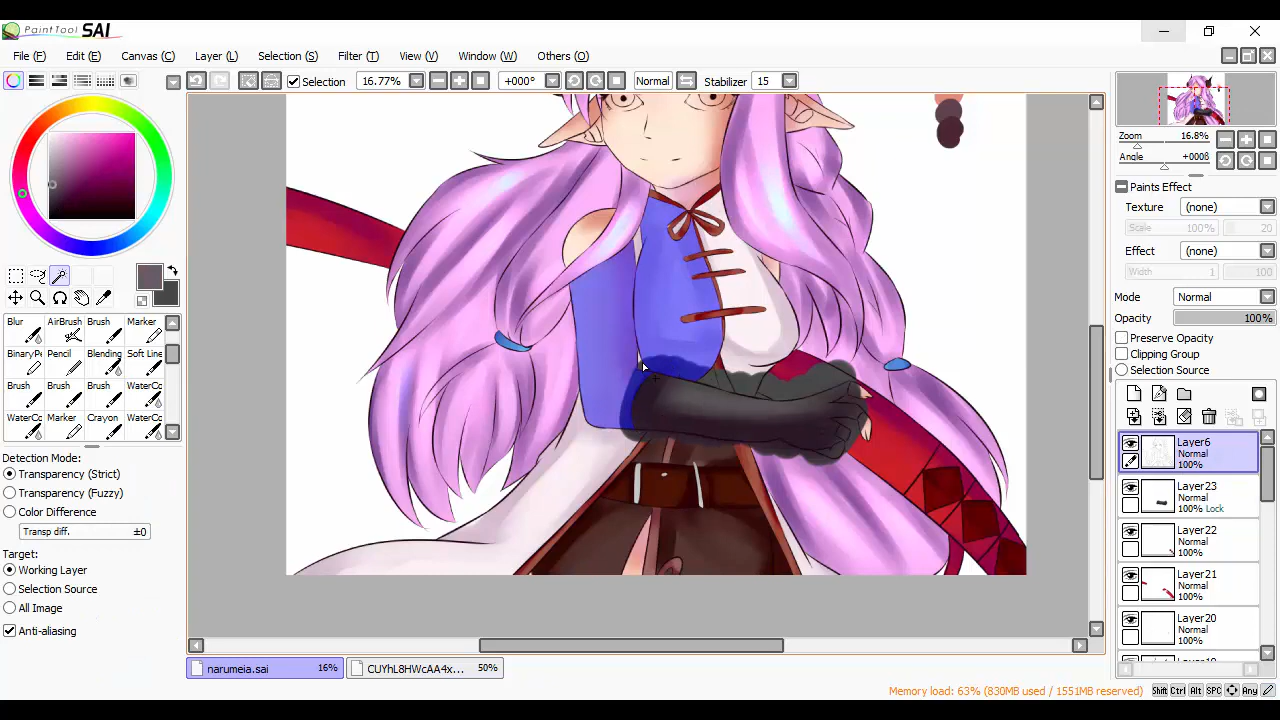 PaintTool SAI
File (F) Edit (E) Canvas (C) Layer (L) Selection (S) Filter (T) View (V) Window (W) Others (O)
Selection 16.77% +000° Normal Stabilizer 15
Zoom 16.8%
Angle +000º
Paints Effect
Texture (none)
Scale 100% 20
Effect (none)
Width 1 100
Mode Normal
Opacity 100%
Preserve Opacity
Clipping Group
Selection Source
Blur AirBrush Brush Marker
BinaryPe Pencil Blending Soft Line
Brush Brush Brush WaterCo
WaterCo Marker Crayon WaterCo
Detection Mode:
Transparency (Strict)
Transparency (Fuzzy)
Color Difference
Transp diff. ±0
Target:
Working Layer
Selection Source
All Image
Anti-aliasing
Layer6
Normal
100%
Layer23
Normal
100% Lock
Layer22
Normal
100%
Layer21
Normal
100%
Layer20
Normal
100%
narumeia.sai 16% CUYhL8HWcAA4x... 50%
Memory load: 63% (830MB used / 1551MB reserved) Shift Ctrl Alt SPC Any